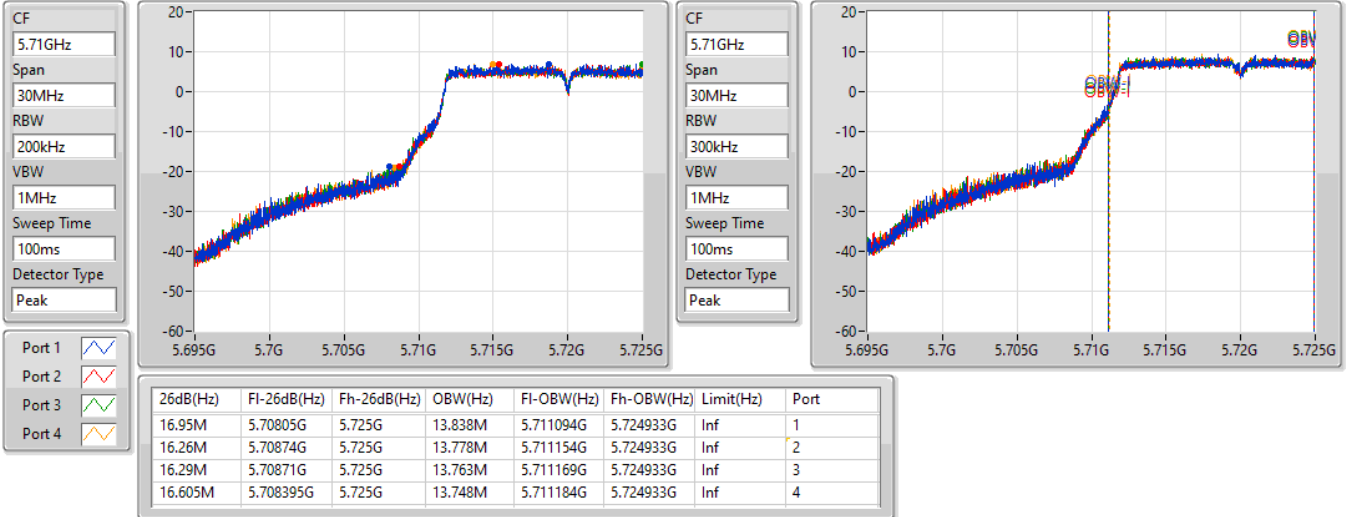 CF
5.71GHz
Span
30MHz
RBW
200kHz
VBW
1MHz
Sweep Time
100ms
Detector Type
Peak
20
10
0
-10
-20
-30
-40
-50
-60
5.695G 5.7G 5.705G 5.71G 5.715G 5.72G 5.725G
CF
5.71GHz
Span
30MHz
RBW
300kHz
VBW
1MHz
Sweep Time
100ms
Detector Type
Peak
20
10
0
-10
-20
-30
-40
-50
-60
OBW-l
OBV
5.695G 5.7G 5.705G 5.71G 5.715G 5.72G 5.725G
Port 1
Port 2
Port 3
Port 4
26dB(Hz) Fl-26dB(Hz) Fh-26dB(Hz) OBW(Hz) Fl-OBW(Hz) Fh-OBW(Hz) Limit(Hz) Port
16.95M 5.70805G 5.725G 13.838M 5.711094G 5.724933G Inf 1
16.26M 5.70874G 5.725G 13.778M 5.711154G 5.724933G Inf 2
16.29M 5.70871G 5.725G 13.763M 5.711169G 5.724933G Inf 3
16.605M 5.708395G 5.725G 13.748M 5.711184G 5.724933G Inf 4